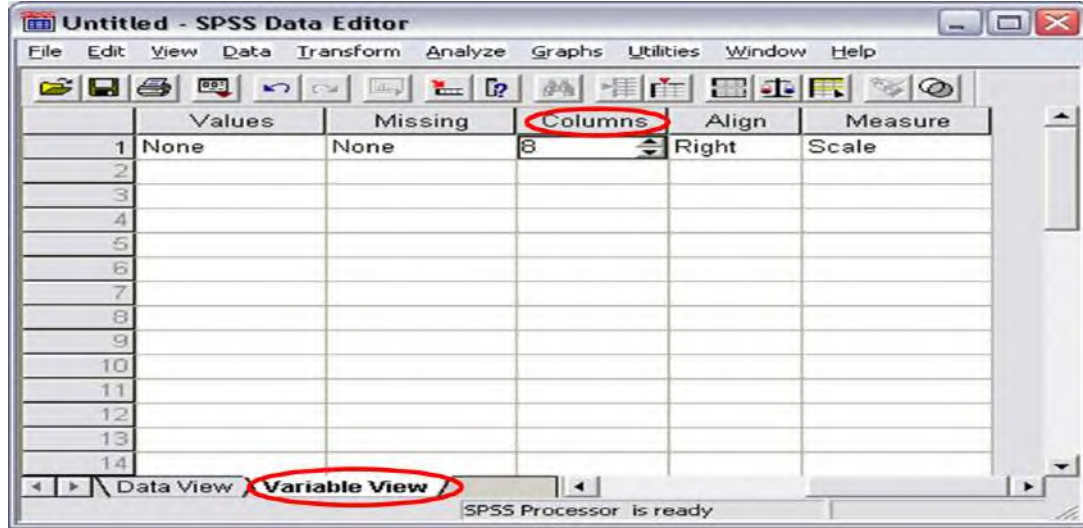 Untitled - SPSS Data Editor
File Edit View Data Transform Analyze Graphs Utilities Window Help
Values Missing Columns Align Measure
1 None None 8 Right Scale
2
3
4
5
6
7
8
9
10
11
12
13
14
Data View Variable View
SPSS Processor is ready